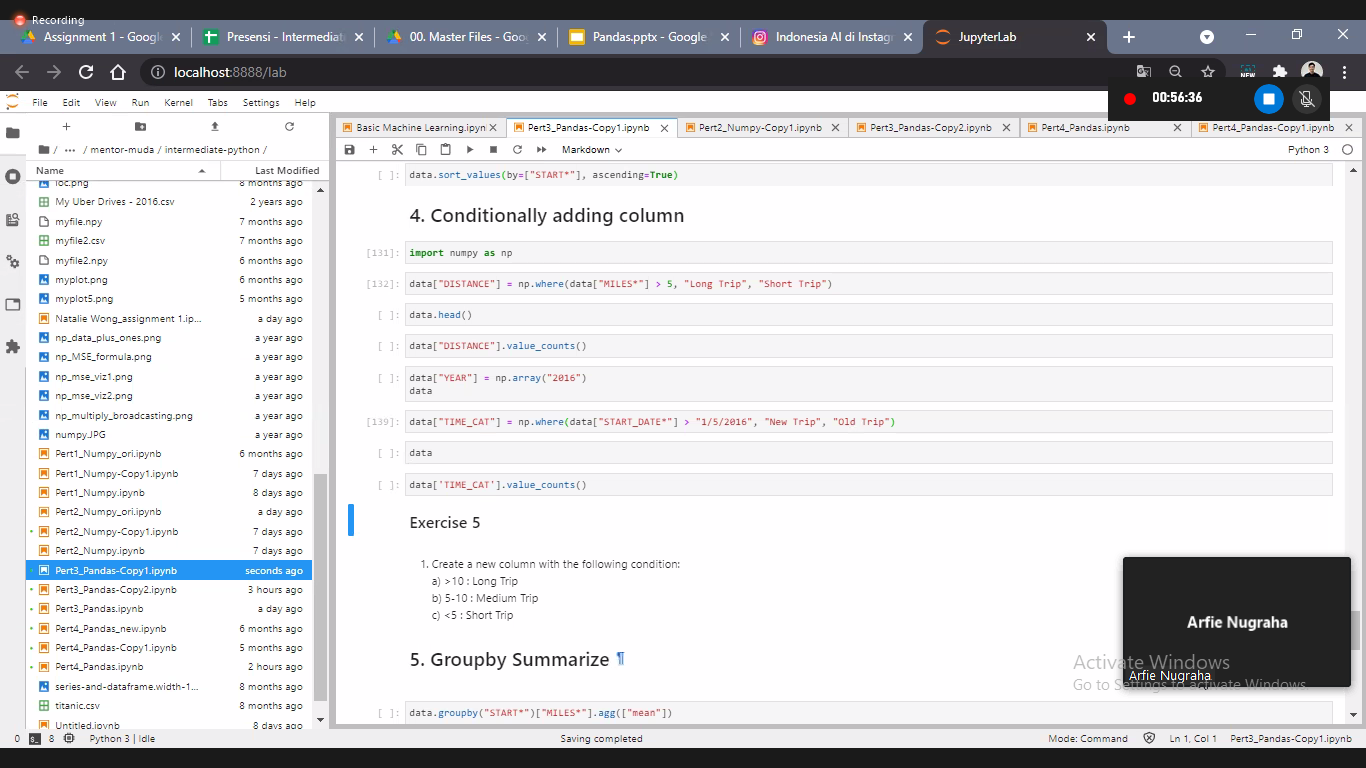 Recording
Assignment 1 - Googl
Presensi - Intermediat
00. Master Files - Goo
Pandas.pptx - Google
Indonesia AI di Instagr
JupyterLab
localhost:8888/lab
NEW
File Edit View Run Kernel Tabs Settings Help
00:56:36
Basic Machine Learning.ipynl
Pert3_Pandas-Copy1.ipynb
Pert2_Numpy-Copy1.ipynb
Pert3_Pandas-Copy2.ipynb
Pert4_Pandas.ipynb
Pert4_Pandas-Copy1.ipynb
/ ··· / mentor-muda / intermediate-python /
Markdown
Python 3
Name Last Modified
loc.png 8 months ago
My Uber Drives - 2016.csv 2 years ago
myfile.npy 7 months ago
myfile2.csv 7 months ago
myfile2.npy 6 months ago
myplot.png 6 months ago
myplot5.png 5 months ago
Natalie Wong_assignment 1.ip... a day ago
np_data_plus_ones.png a year ago
np_MSE_formula.png a year ago
np_mse_viz1.png a year ago
np_mse_viz2.png a year ago
np_multiply_broadcasting.png a year ago
numpy.JPG a year ago
Pert1_Numpy_ori.ipynb 6 months ago
Pert1_Numpy-Copy1.ipynb 7 days ago
Pert1_Numpy.ipynb 8 days ago
Pert2_Numpy_ori.ipynb a day ago
Pert2_Numpy-Copy1.ipynb 7 days ago
Pert2_Numpy.ipynb 7 days ago
Pert3_Pandas-Copy1.ipynb seconds ago
Pert3_Pandas-Copy2.ipynb 3 hours ago
Pert3_Pandas.ipynb a day ago
Pert4_Pandas_new.ipynb 6 months ago
Pert4_Pandas-Copy1.ipynb 5 months ago
Pert4_Pandas.ipynb 2 hours ago
series-and-dataframe.width-1... 8 months ago
titanic.csv 8 months ago
Untitled.ipynb 8 days ago
[ ]: data.sort_values(by=["START*"], ascending=True)
4. Conditionally adding column
[131]: import numpy as np
[132]: data["DISTANCE"] = np.where(data["MILES*"] > 5, "Long Trip", "Short Trip")
[ ]: data.head()
[ ]: data["DISTANCE"].value_counts()
[ ]: data["YEAR"] = np.array("2016")
data
[139]: data["TIME_CAT"] = np.where(data["START_DATE*"] > "1/5/2016", "New Trip", "Old Trip")
[ ]: data
[ ]: data['TIME_CAT'].value_counts()
Exercise 5
1. Create a new column with the following condition:
a) >10 : Long Trip
b) 5-10 : Medium Trip
c) <5 : Short Trip
5. Groupby Summarize ¶
[ ]: data.groupby("START*")["MILES*"].agg(["mean"])
Arfie Nugraha
Arfie Nugraha
Activate Windows
Go to Settings to activate Windows.
0 8 Python 3 | Idle
Saving completed
Mode: Command
Ln 1, Col 1
Pert3_Pandas-Copy1.ipynb